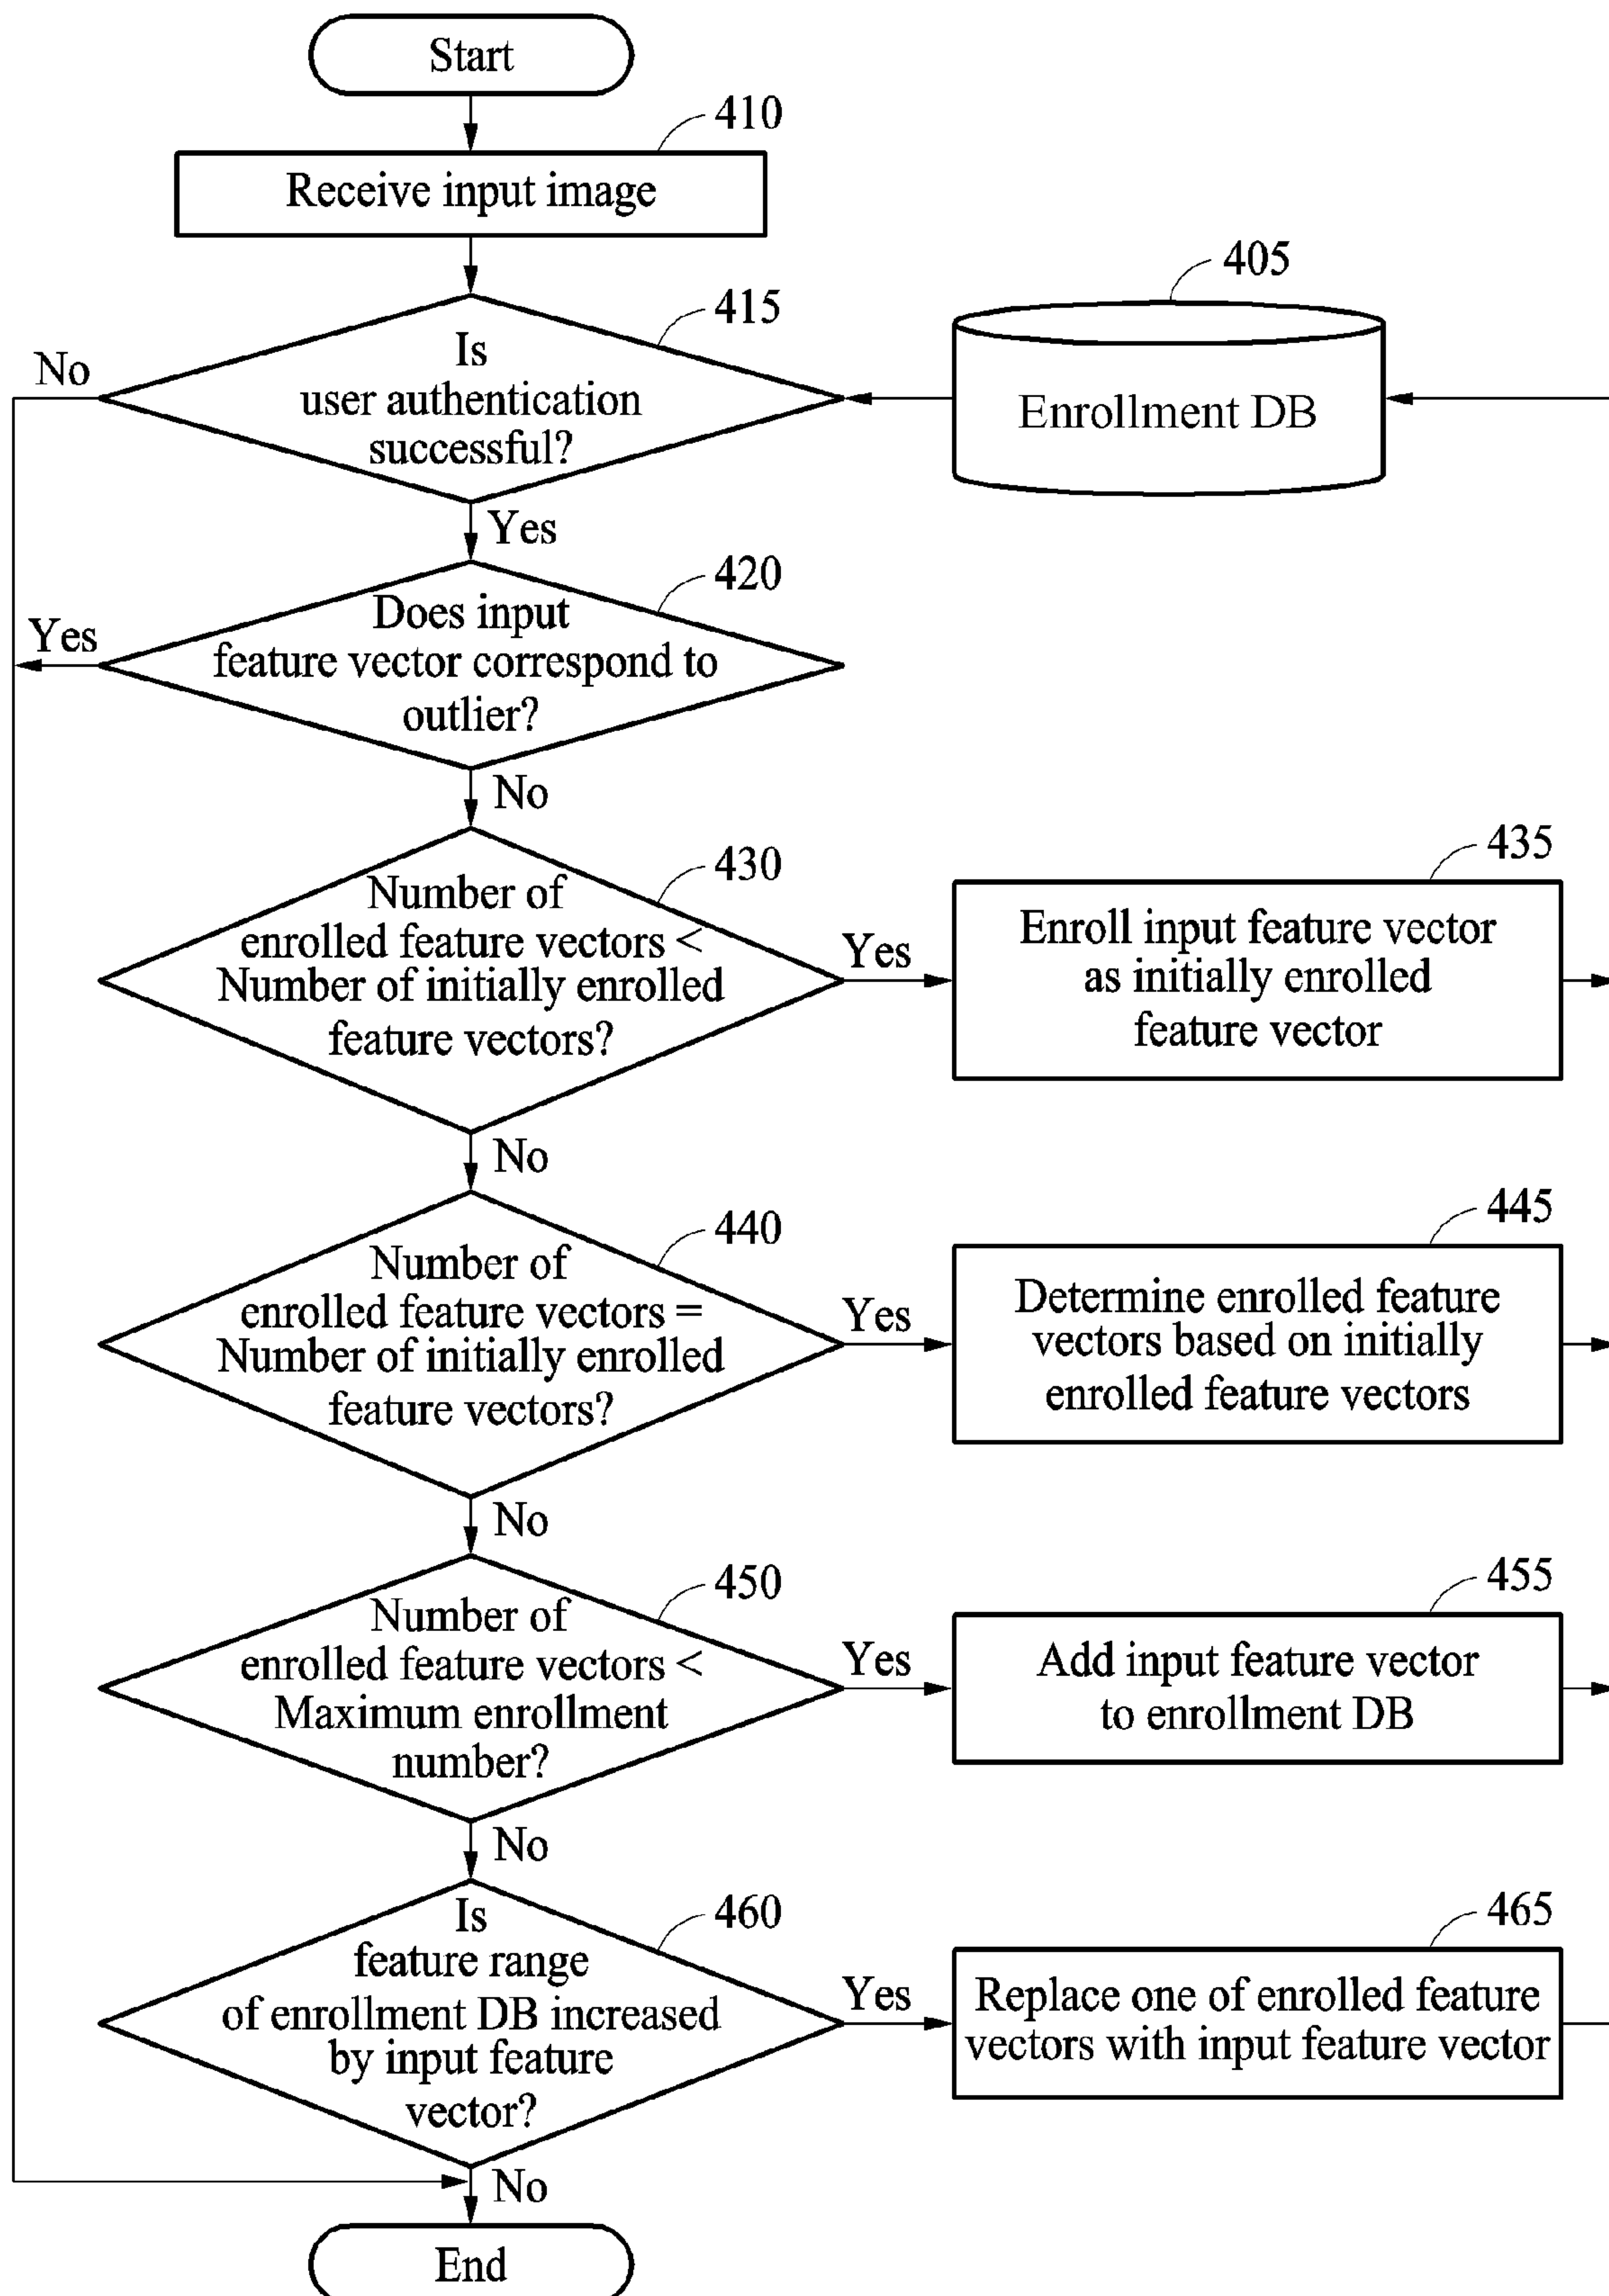 Start
410
Receive input image
405
415
Is
user authentication
successful?
No
Enrollment DB
Yes
420
Does input
feature vector correspond to
outlier?
Yes
No
430
Number of
enrolled feature vectors <
Number of initially enrolled
feature vectors?
Yes
435
Enroll input feature vector
as initially enrolled
feature vector
No
440
Number of
enrolled feature vectors =
Number of initially enrolled
feature vectors?
Yes
445
Determine enrolled feature
vectors based on initially
enrolled feature vectors
No
450
Number of
enrolled feature vectors <
Maximum enrollment
number?
Yes
455
Add input feature vector
to enrollment DB
No
460
Is
feature range
of enrollment DB increased
by input feature
vector?
Yes
465
Replace one of enrolled feature
vectors with input feature vector
No
End